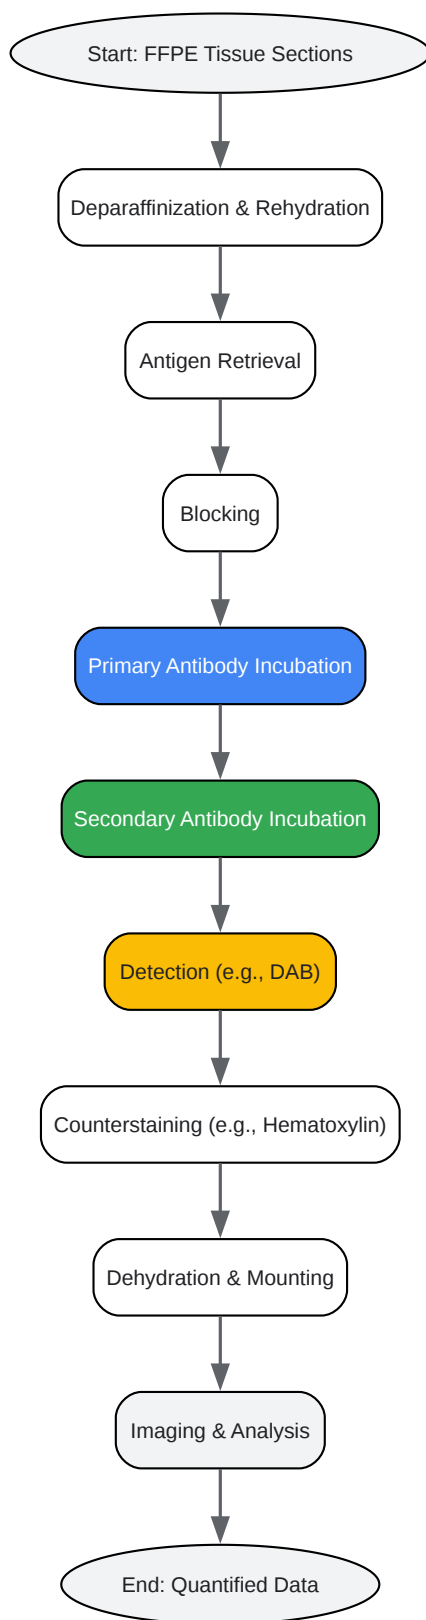 Start: FFPE Tissue Sections
Deparaffinization & Rehydration
Antigen Retrieval
Blocking
Primary Antibody Incubation
Secondary Antibody Incubation
Detection (e.g., DAB)
Counterstaining (e.g., Hematoxylin)
Dehydration & Mounting
Imaging & Analysis
End: Quantified Data